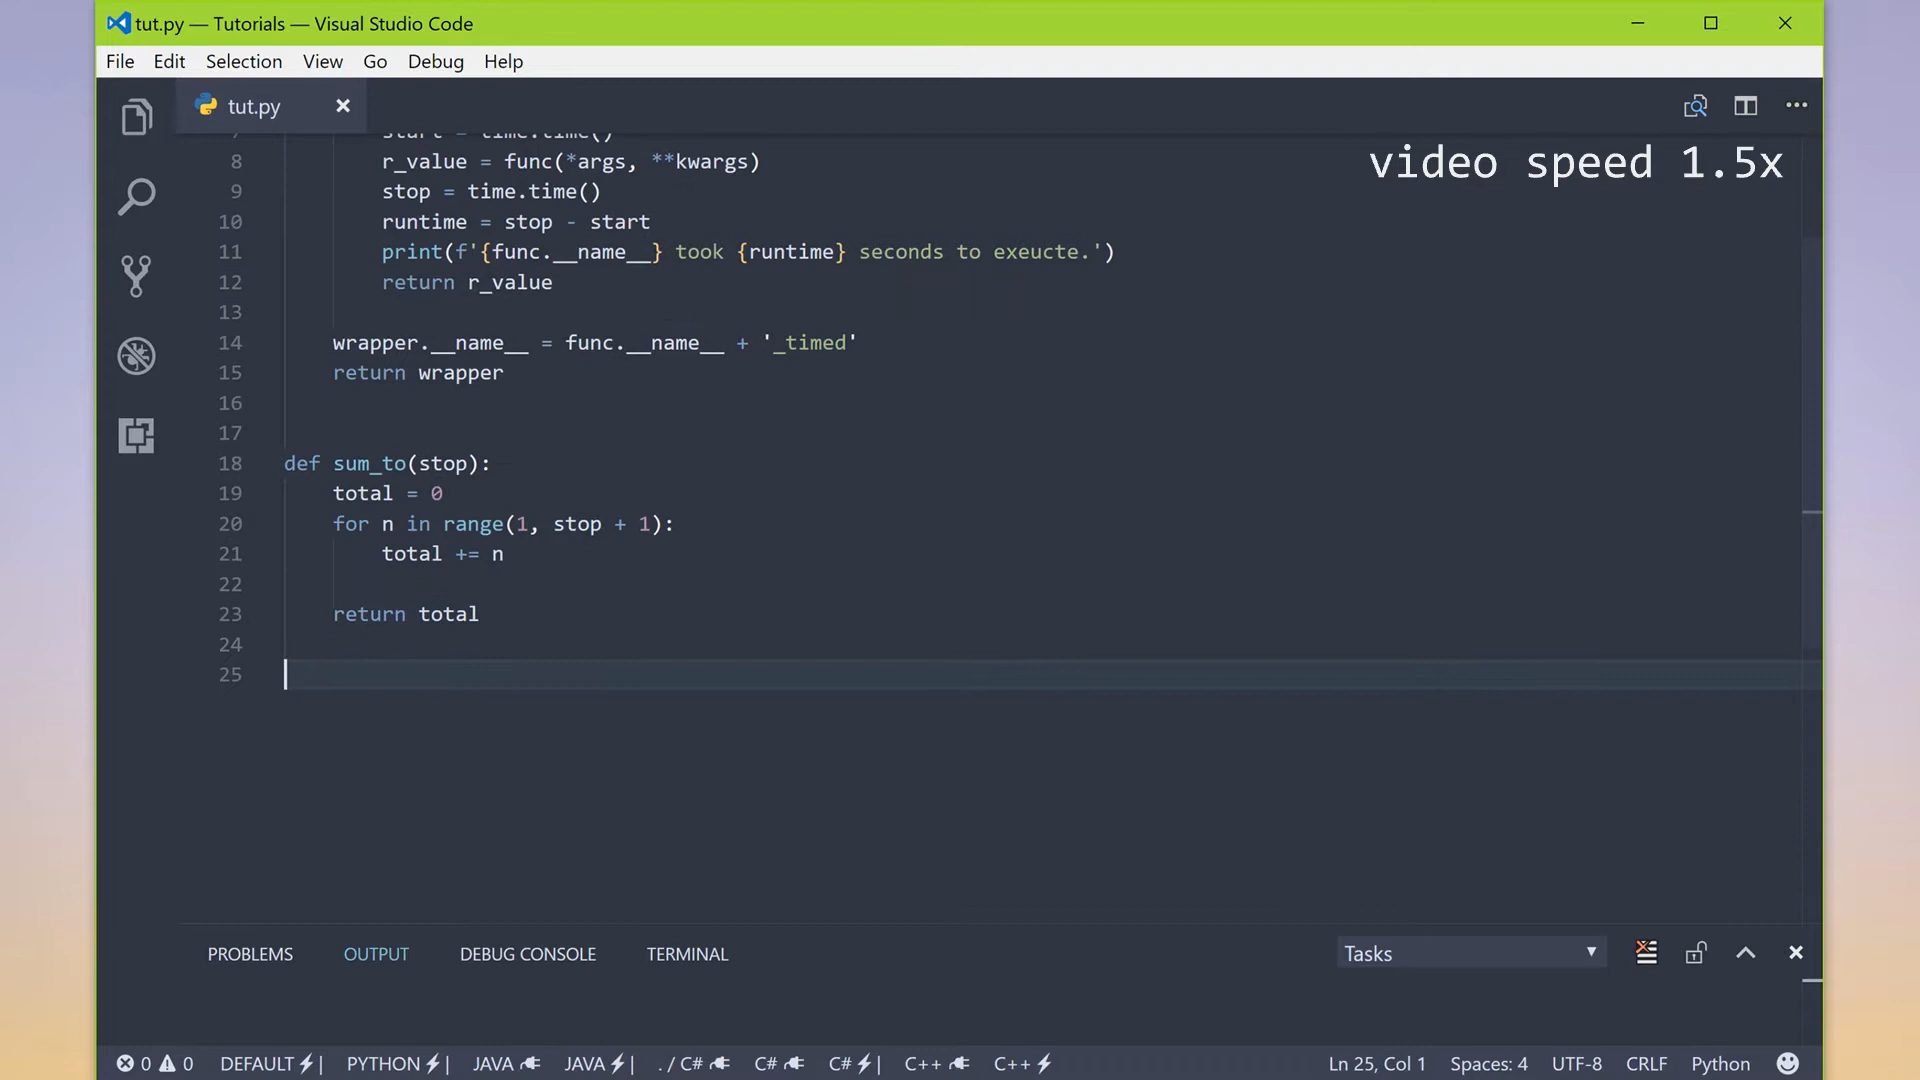 tut.py — Tutorials — Visual Studio Code
File Edit Selection View Go Debug Help
tut.py
video speed 1.5x
7 start = time.time()
8 r_value = func(*args, **kwargs)
9 stop = time.time()
10 runtime = stop - start
11 print(f'{func.__name__} took {runtime} seconds to exeucte.')
12 return r_value
13
14 wrapper.__name__ = func.__name__ + '_timed'
15 return wrapper
16
17
18 def sum_to(stop):
19 total = 0
20 for n in range(1, stop + 1):
21 total += n
22
23 return total
24
25
PROBLEMS OUTPUT DEBUG CONSOLE TERMINAL Tasks
0 0 DEFAULT | PYTHON | JAVA JAVA | ./ C# C# C# | C++ C++ Ln 25, Col 1 Spaces: 4 UTF-8 CRLF Python